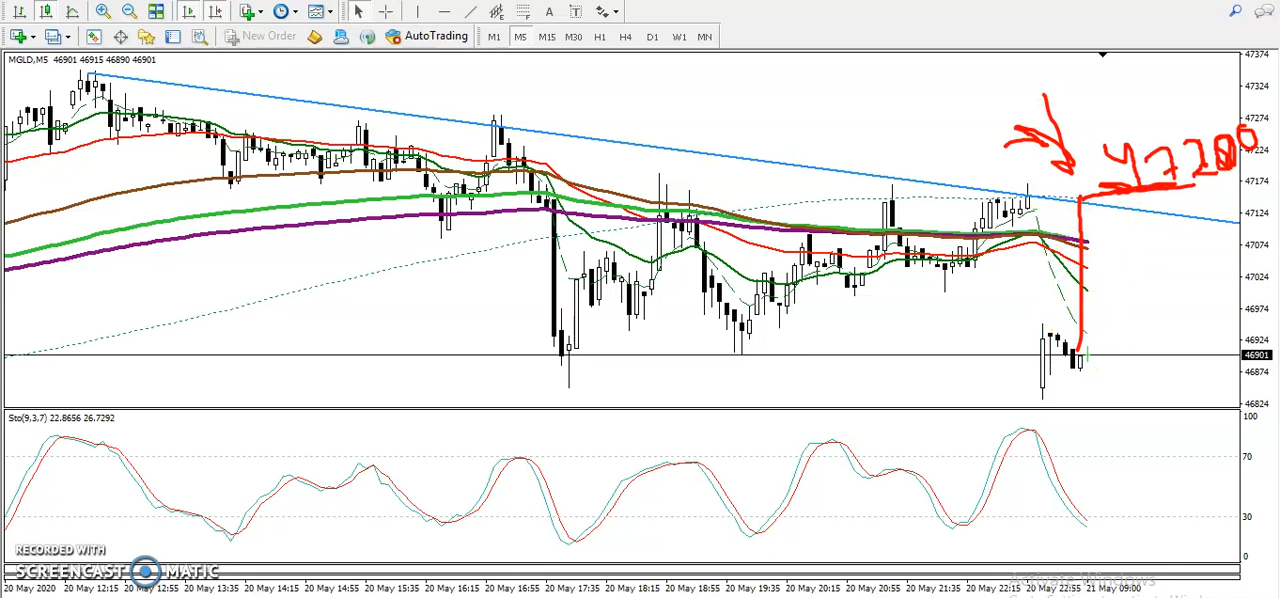 New Order
AutoTrading
M1 M5 M15 M30 H1 H4 D1 W1 MN
MGLD,M5 46901 46915 46890 46901
47374
47324
47274
47224
47174
47124
47074
47024
46974
46924
46901
46874
46824
Sto(9,3,7) 22.8656 26.7292
100
70
30
0
RECORDED WITH
SCREENCAST MATIC
Activate Windows
20 May 2020 20 May 12:15 20 May 12:55 20 May 13:35 20 May 14:15 20 May 14:55 20 May 15:35 20 May 16:15 20 May 16:55 20 May 17:35 20 May 18:15 20 May 18:55 20 May 19:35 20 May 20:15 20 May 20:55 20 May 21:35 20 May 22:15 20 May 22:55 21 May 09:00